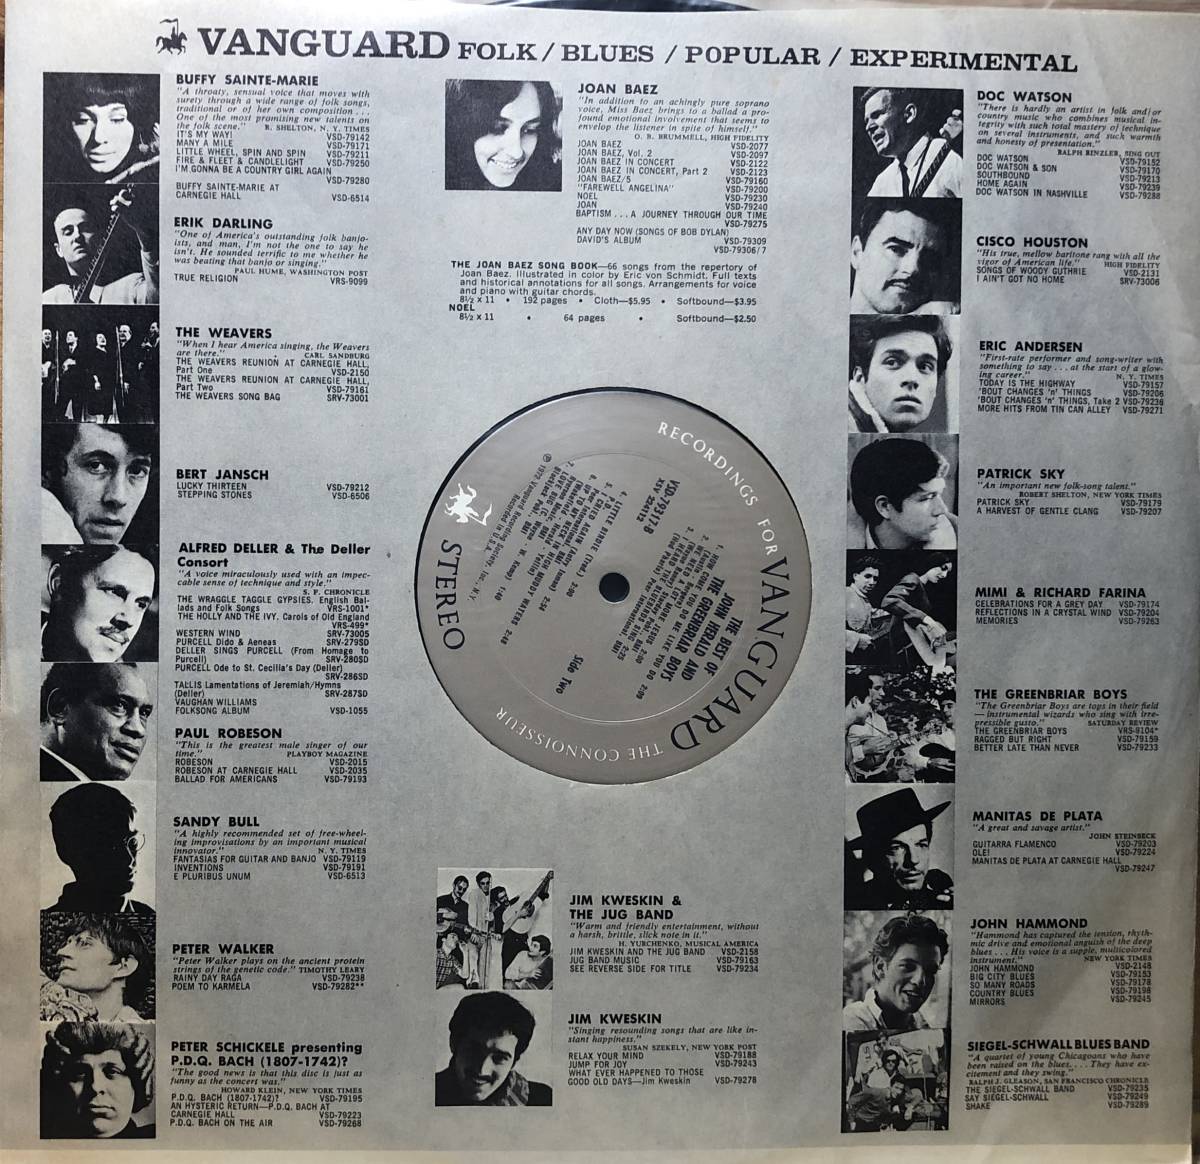 VANGUARD FOLK / BLUES / POPULAR / EXPERIMENTAL
BUFFY SAINTE-MARIE
"A throaty, sensual voice that moves with
surety through a wide range of folk songs,
traditional or of her own composition . . .
One of the most promising new talents on
the folk scene." R. SHELTON, N. Y. TIMES
IT'S MY WAY! VSD-79142
MANY A MILE VSD-79171
LITTLE WHEEL, SPIN AND SPIN VSD-79211
FIRE & FLEET & CANDLELIGHT VSD-79250
I'M GONNA BE A COUNTRY GIRL AGAIN
VSD-79280
BUFFY SAINTE-MARIE AT
CARNEGIE HALL VSD-6514
ERIK DARLING
"One of America's outstanding folk banjo-
ists, and man, I'm not the one to say he
isn't. He sounded terrific to me whether he
was beating that banjo or singing."
PAUL HUME, WASHINGTON POST
TRUE RELIGION VRS-9099
THE WEAVERS
"When I hear America singing, the Weavers
are there." CARL SANDBURG
THE WEAVERS REUNION AT CARNEGIE HALL,
Part One VSD-2150
THE WEAVERS REUNION AT CARNEGIE HALL,
Part Two VSD-79161
THE WEAVERS SONG BAG SRV-73001
BERT JANSCH
LUCKY THIRTEEN VSD-79212
STEPPING STONES VSD-6506
ALFRED DELLER & The Deller
Consort
"A voice miraculously used with an impec-
cable sense of technique and style."
S. F. CHRONICLE
THE WRAGGLE TAGGLE GYPSIES. English Bal-
lads and Folk Songs VRS-1001*
THE HOLLY AND THE IVY. Carols of Old England
VRS-499*
WESTERN WIND SRV-73005
PURCELL Dido & Aeneas SRV-279SD
DELLER SINGS PURCELL (From Homage to
Purcell) SRV-280SD
PURCELL Ode to St. Cecilia's Day (Deller)
SRV-286SD
TALLIS Lamentations of Jeremiah/Hymns
(Deller) SRV-287SD
VAUGHAN WILLIAMS
FOLKSONG ALBUM VSD-1055
PAUL ROBESON
"This is the greatest male singer of our
time." PLAYBOY MAGAZINE
ROBESON VSD-2015
ROBESON AT CARNEGIE HALL VSD-2035
BALLAD FOR AMERICANS VSD-79193
SANDY BULL
"A highly recommended set of free-wheel-
ing improvisations by an important musical
innovator." N. Y. TIMES
FANTASIAS FOR GUITAR AND BANJO VSD-79119
INVENTIONS VSD-79191
E PLURIBUS UNUM VSD-6513
PETER WALKER
"Peter Walker plays on the ancient protein
strings of the genetic code." TIMOTHY LEARY
RAINY DAY RAGA VSD-79238
POEM TO KARMELA VSD-79282**
PETER SCHICKELE presenting
P.D.Q. BACH (1807-1742)?
"The good news is that this disc is just as
funny as the concert was."
HOWARD KLEIN, NEW YORK TIMES
P.D.Q. BACH (1807-1742)? VSD-79195
AN HYSTERIC RETURN—P.D.Q. BACH AT
CARNEGIE HALL VSD-79223
P.D.Q. BACH ON THE AIR VSD-79268
JOAN BAEZ
"In addition to an achingly pure soprano
voice, Miss Baez brings to a ballad a pro-
found emotional involvement that seems to
envelop the listener in spite of himself."
O. B. BRUMMELL, HIGH FIDELITY
JOAN BAEZ VSD-2077
JOAN BAEZ, Vol. 2 VSD-2097
JOAN BAEZ IN CONCERT VSD-2122
JOAN BAEZ IN CONCERT, Part 2 VSD-2123
JOAN BAEZ/5 VSD-79160
"FAREWELL ANGELINA" VSD-79200
NOEL VSD-79230
JOAN VSD-79240
BAPTISM . . . A JOURNEY THROUGH OUR TIME
VSD-79275
ANY DAY NOW (SONGS OF BOB DYLAN)
DAVID'S ALBUM VSD-79309
VSD-79306/7
THE JOAN BAEZ SONG BOOK—66 songs from the repertory of
Joan Baez. Illustrated in color by Eric von Schmidt. Full texts
and historical annotations for all songs. Arrangements for voice
and piano with guitar chords.
8½ x 11 • 192 pages • Cloth—$5.95 • Softbound—$3.95
NOEL
8½ x 11 • 64 pages • Softbound—$2.50
RECORDINGS FOR THE CONNOISSEUR
VANGUARD
STEREO
VSD-79317-B
XSV 224112
THE BEST OF
JOHN HERALD AND
THE GREENBRIAR BOYS
Side Two
JIM KWESKIN &
THE JUG BAND
"Warm and friendly entertainment, without
a harsh, brittle, slick note in it."
H. YURCHENKO, MUSICAL AMERICA
JIM KWESKIN AND THE JUG BAND VSD-2158
JUG BAND MUSIC VSD-79163
SEE REVERSE SIDE FOR TITLE VSD-79234
JIM KWESKIN
"Singing resounding songs that are like in-
stant happiness."
SUSAN SZEKELY, NEW YORK POST
RELAX YOUR MIND VSD-79188
JUMP FOR JOY VSD-79243
WHAT EVER HAPPENED TO THOSE
GOOD OLD DAYS—Jim Kweskin VSD-79278
DOC WATSON
"There is hardly an artist in folk and/or
country music who combines musical in-
tegrity with such total mastery of technique
on several instruments, and such warmth
and honesty of presentation."
RALPH RINZLER, SING OUT
DOC WATSON VSD-79152
DOC WATSON & SON VSD-79170
SOUTHBOUND VSD-79213
HOME AGAIN VSD-79239
DOC WATSON IN NASHVILLE VSD-79288
CISCO HOUSTON
"His true, mellow baritone rang with all the
vigor of American life." HIGH FIDELITY
SONGS OF WOODY GUTHRIE VSD-2131
I AIN'T GOT NO HOME SRV-73006
ERIC ANDERSEN
"First-rate performer and song-writer with
something to say . . . at the start of a glow-
ing career." N. Y. TIMES
TODAY IS THE HIGHWAY VSD-79157
'BOUT CHANGES 'n' THINGS VSD-79206
'BOUT CHANGES 'n' THINGS, Take 2 VSD-79236
MORE HITS FROM TIN CAN ALLEY VSD-79271
PATRICK SKY
"An important new folk-song talent."
ROBERT SHELTON, NEW YORK TIMES
PATRICK SKY VSD-79179
A HARVEST OF GENTLE CLANG VSD-79207
MIMI & RICHARD FARINA
CELEBRATIONS FOR A GREY DAY VSD-79174
REFLECTIONS IN A CRYSTAL WIND VSD-79204
MEMORIES VSD-79263
THE GREENBRIAR BOYS
"The Greenbriar Boys are tops in their field
—instrumental wizards who sing with irre-
pressible gusto." SATURDAY REVIEW
THE GREENBRIAR BOYS VRS-9104*
RAGGED BUT RIGHT VSD-79159
BETTER LATE THAN NEVER VSD-79233
MANITAS DE PLATA
"A great and savage artist."
JOHN STEINBECK
GUITARRA FLAMENCO VSD-79203
OLE! VSD-79224
MANITAS DE PLATA AT CARNEGIE HALL
VSD-79247
JOHN HAMMOND
"Hammond has captured the tension, rhyth-
mic drive and emotional anguish of the deep
blues . . . His voice is a supple, multicolored
instrument." NEW YORK TIMES
JOHN HAMMOND VSD-2148
BIG CITY BLUES VSD-79153
SO MANY ROADS VSD-79178
COUNTRY BLUES VSD-79198
MIRRORS VSD-79245
SIEGEL-SCHWALL BLUES BAND
"A quartet of young Chicagoans who have
been raised on the blues. . . . They have ex-
citement and they swing."
RALPH J. GLEASON, SAN FRANCISCO CHRONICLE
THE SIEGEL-SCHWALL BAND VSD-79235
SAY SIEGEL-SCHWALL VSD-79249
SHAKE VSD-79289